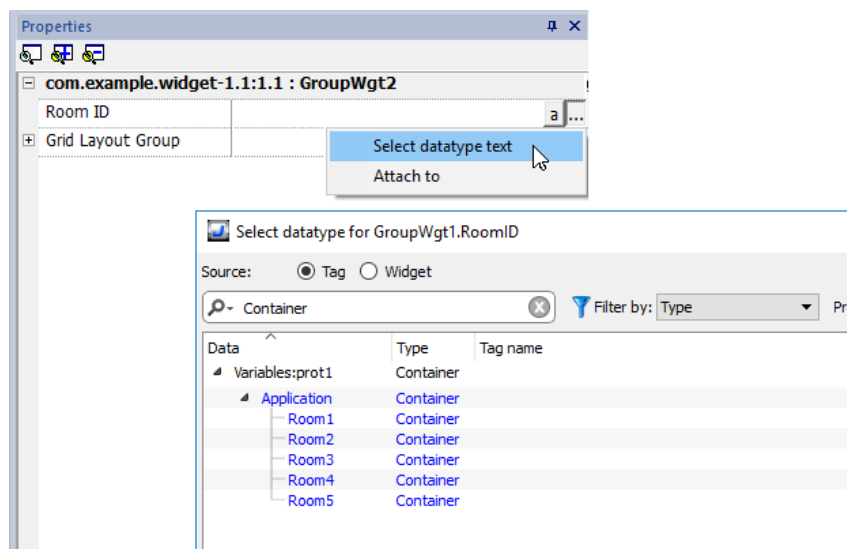 Properties
com.example.widget-1.1:1.1 : GroupWgt2
Room ID
a ...
Grid Layout Group
Select datatype text
Attach to
Select datatype for GroupWgt1.RoomID
Source: Tag Widget
Container Filter by: Type Pr
Data Type Tag name
Variables:prot1 Container
Application Container
Room1 Container
Room2 Container
Room3 Container
Room4 Container
Room5 Container